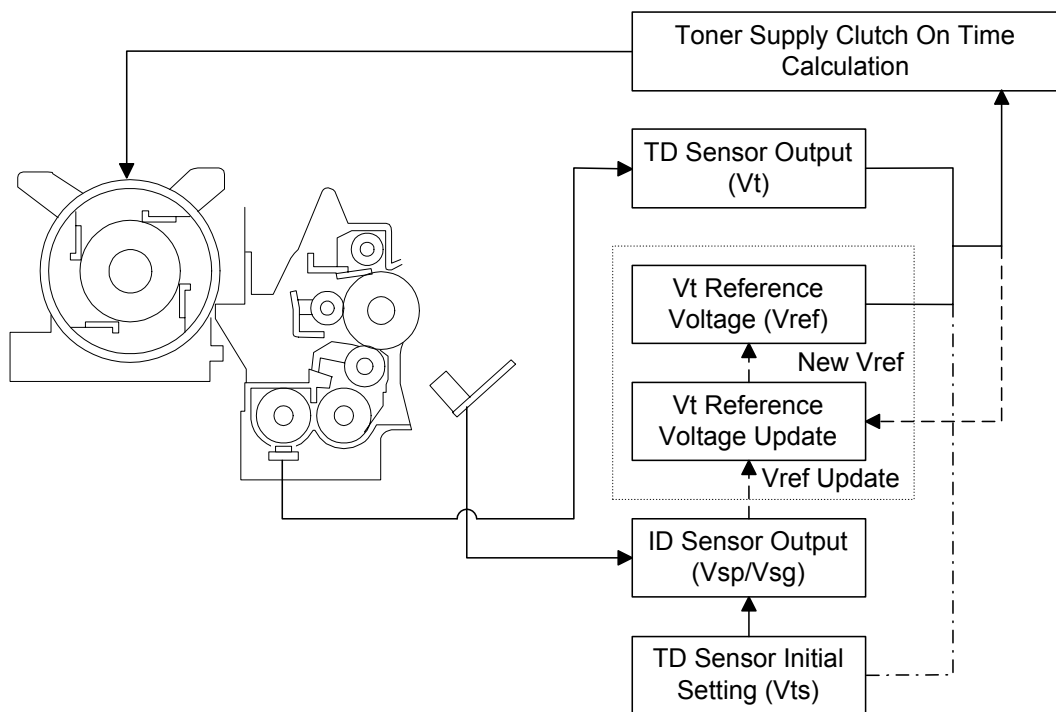 Toner Supply Clutch On Time
Calculation
TD Sensor Output
(Vt)
Vt Reference
Voltage (Vref)
New Vref
Vt Reference
Voltage Update
Vref Update
ID Sensor Output
(Vsp/Vsg)
TD Sensor Initial
Setting (Vts)